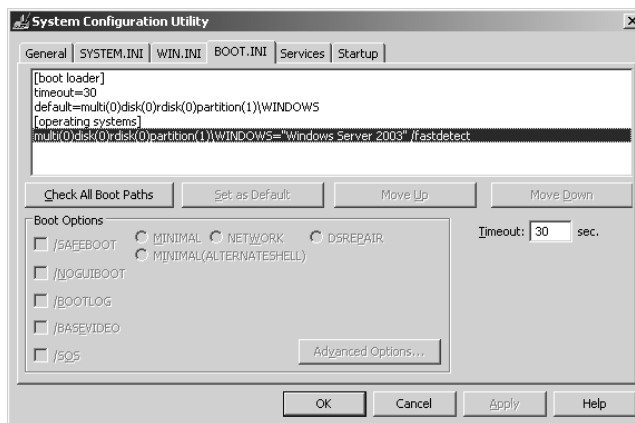 System Configuration Utility
General SYSTEM.INI WIN.INI BOOT.INI Services Startup
[boot loader]
timeout=30
default=multi(0)disk(0)rdisk(0)partition(1)\WINDOWS
[operating systems]
multi(0)disk(0)rdisk(0)partition(1)\WINDOWS="Windows Server 2003" /fastdetect
Check All Boot Paths Set as Default Move Up Move Down
Boot Options
/SAFEBOOT MINIMAL NETWORK DSREPAIR
MINIMAL(ALTERNATESHELL)
Timeout: 30 sec.
/NOGUIBOOT
/BOOTLOG
/BASEVIDEO
/SOS
Advanced Options...
OK Cancel Apply Help